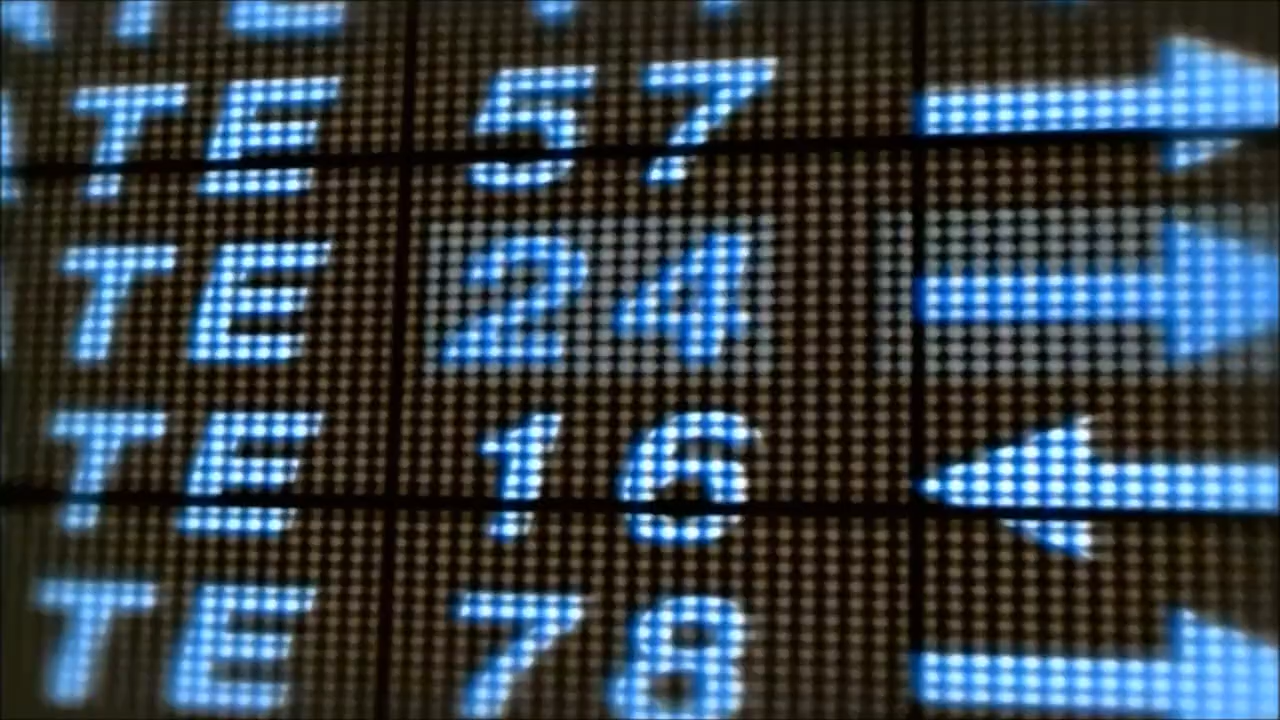 TE 57 →
TE 24 →
TE 16 ←
TE 78 →